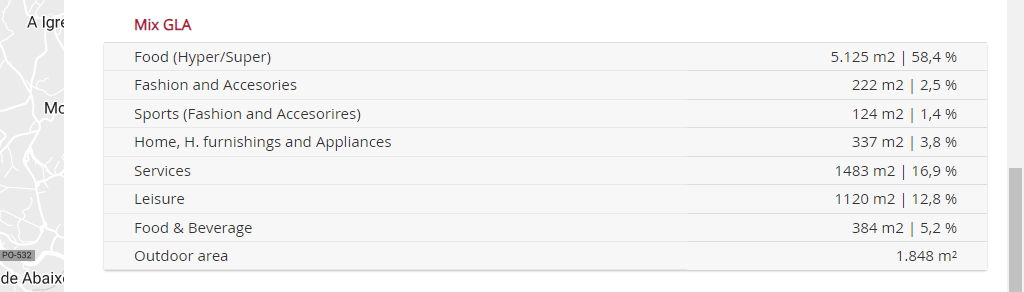 A Igre
Mix GLA
Food (Hyper/Super) 5.125 m2 | 58,4 %
Fashion and Accesories 222 m2 | 2,5 %
Mo
Sports (Fashion and Accesorires) 124 m2 | 1,4 %
Home, H. furnishings and Appliances 337 m2 | 3,8 %
Services 1483 m2 | 16,9 %
Leisure 1120 m2 | 12,8 %
Food & Beverage 384 m2 | 5,2 %
PO-532
Outdoor area 1.848 m²
de Abaixo